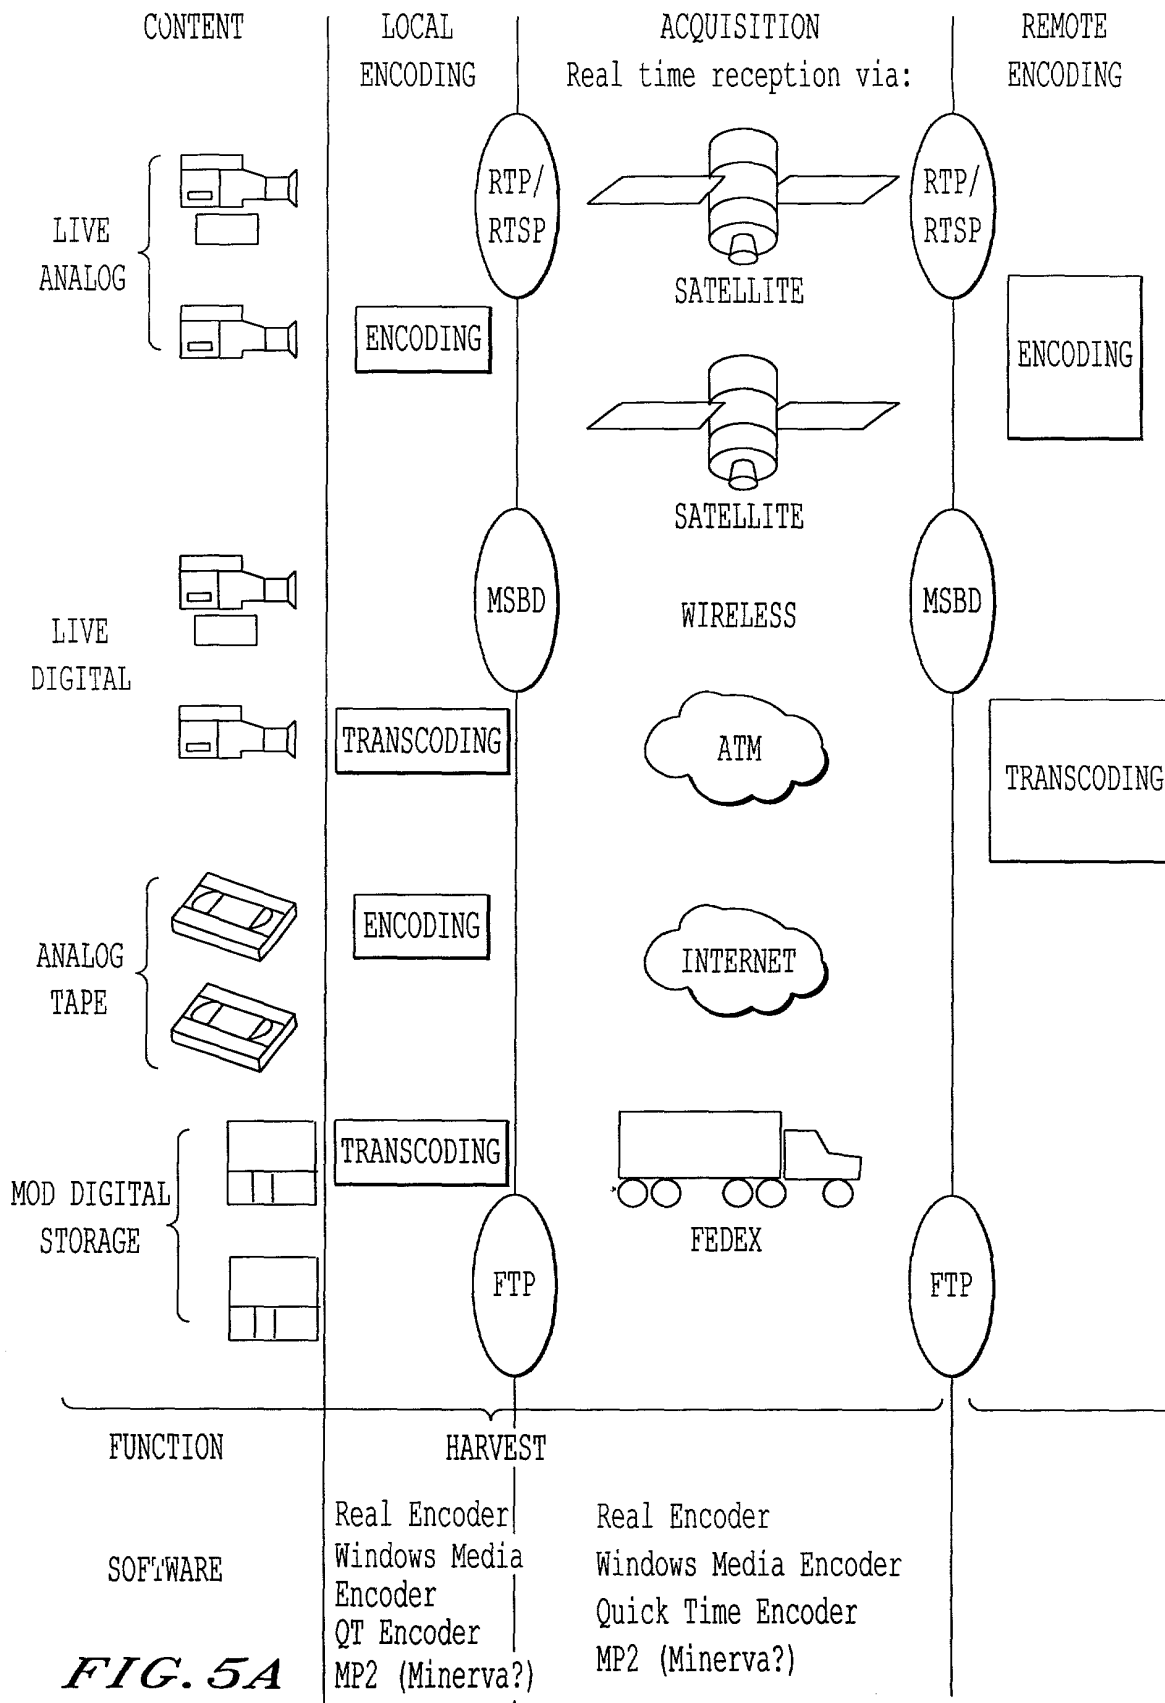 CONTENT
LOCAL
ENCODING
ACQUISITION
Real time reception via:
REMOTE
ENCODING
LIVE
ANALOG
RTP/
RTSP
SATELLITE
RTP/
RTSP
ENCODING
ENCODING
SATELLITE
LIVE
DIGITAL
MSBD
WIRELESS
MSBD
TRANSCODING
ATM
TRANSCODING
ANALOG
TAPE
ENCODING
INTERNET
MOD DIGITAL
STORAGE
TRANSCODING
FEDEX
FTP
FTP
FUNCTION
HARVEST
SOFTWARE
Real Encoder
Windows Media
Encoder
QT Encoder
MP2 (Minerva?)
Real Encoder
Windows Media Encoder
Quick Time Encoder
MP2 (Minerva?)
FIG. 5A